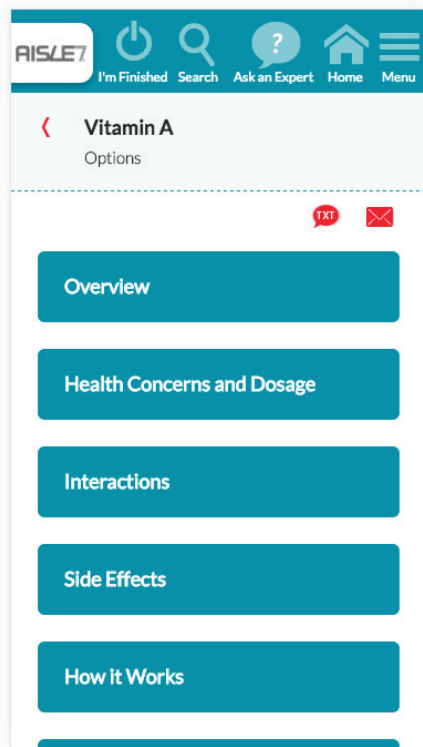 AISLE7
I'm Finished Search Ask an Expert Home Menu
Vitamin A
Options
TXT
Overview
Health Concerns and Dosage
Interactions
Side Effects
How it Works